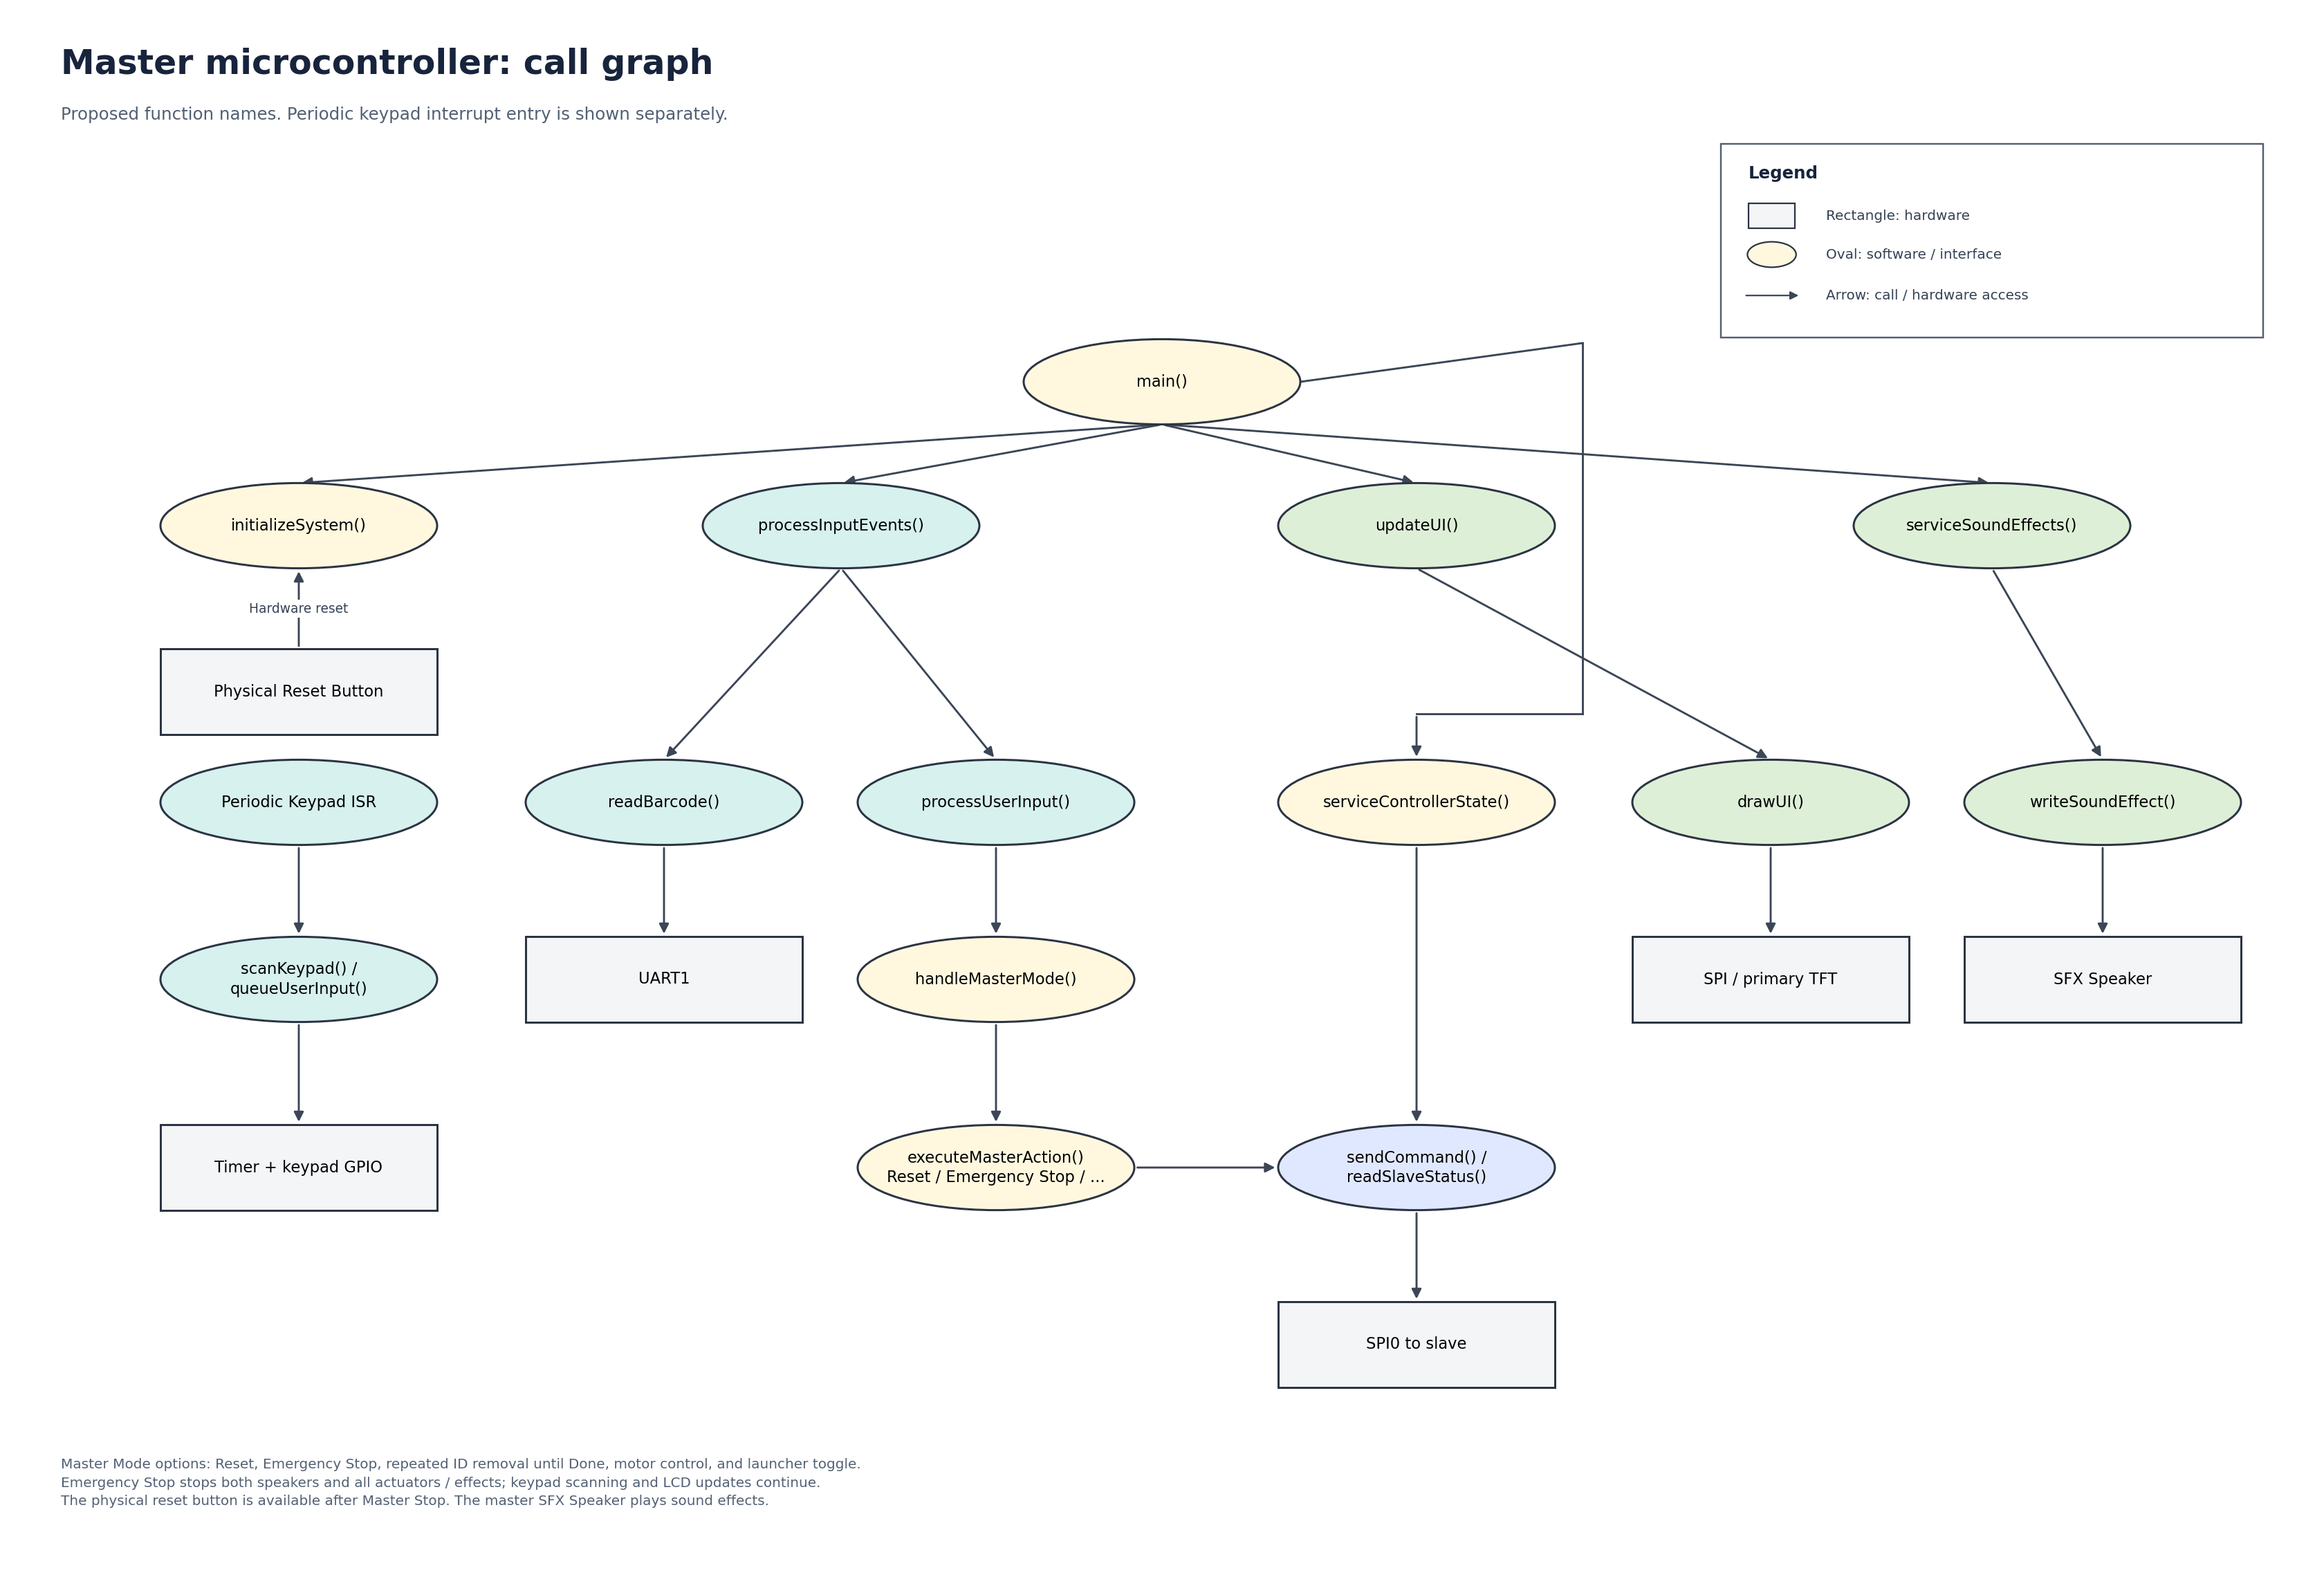 Master microcontroller: call graph
Proposed function names. Periodic keypad interrupt entry is shown separately.
Legend
Rectangle: hardware
Oval: software / interface
Arrow: call / hardware access
main()
initializeSystem()
processInputEvents()
updateUI()
serviceSoundEffects()
Hardware reset
Physical Reset Button
Periodic Keypad ISR
readBarcode()
processUserInput()
serviceControllerState()
drawUI()
writeSoundEffect()
scanKeypad() /
queueUserInput()
UART1
handleMasterMode()
SPI / primary TFT
SFX Speaker
Timer + keypad GPIO
executeMasterAction()
Reset / Emergency Stop / ...
sendCommand() /
readSlaveStatus()
SPI0 to slave
Master Mode options: Reset, Emergency Stop, repeated ID removal until Done, motor control, and launcher toggle.
Emergency Stop stops both speakers and all actuators / effects; keypad scanning and LCD updates continue.
The physical reset button is available after Master Stop. The master SFX Speaker plays sound effects.